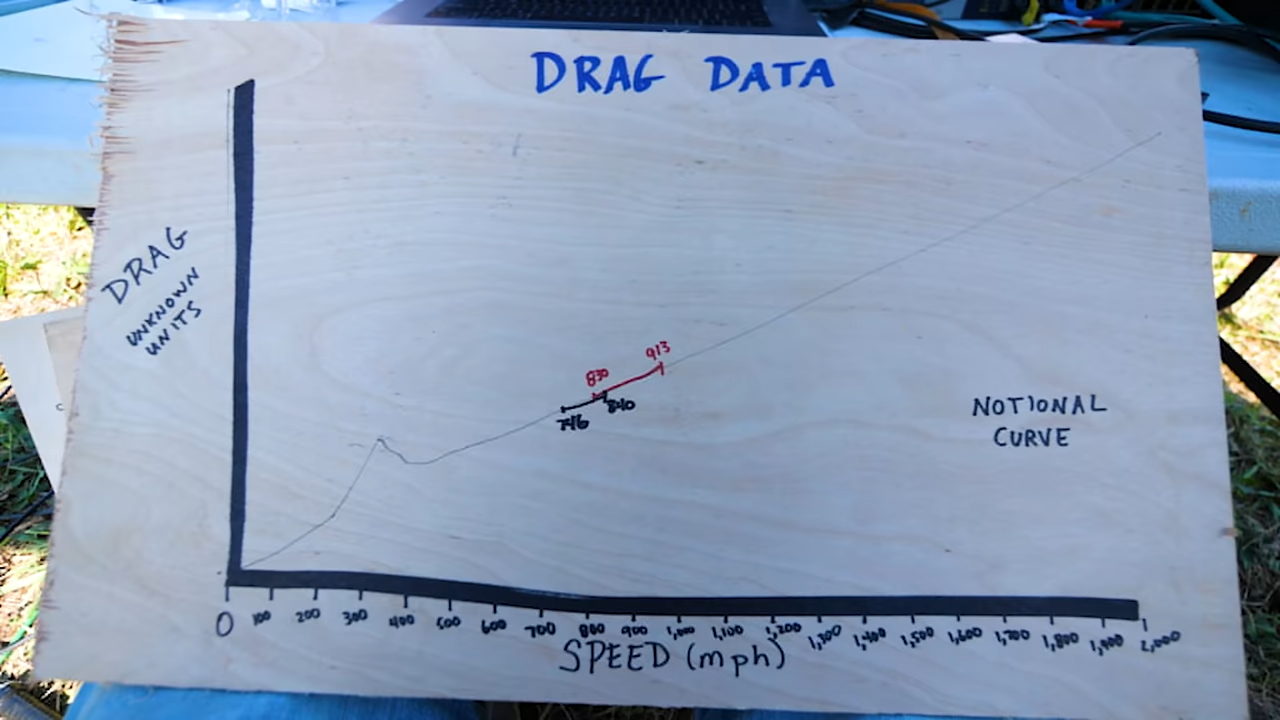 DRAG DATA
DRAG
UNKNOWN
UNITS
913
830
840
746
NOTIONAL
CURVE
0 100 200 300 400 500 600 700 800 900 1,000 1,100 1,200 1,300 1,400 1,500 1,600 1,700 1,800 1,900 2,000
SPEED (mph)